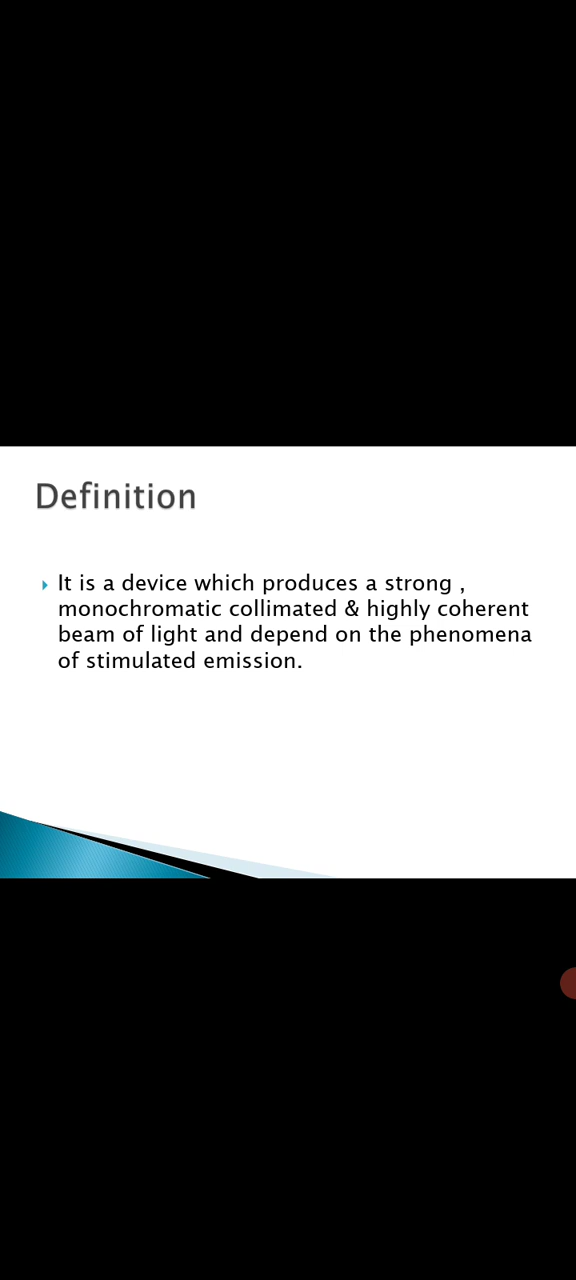 Definition
It is a device which produces a strong ,
monochromatic collimated & highly coherent
beam of light and depend on the phenomena
of stimulated emission.